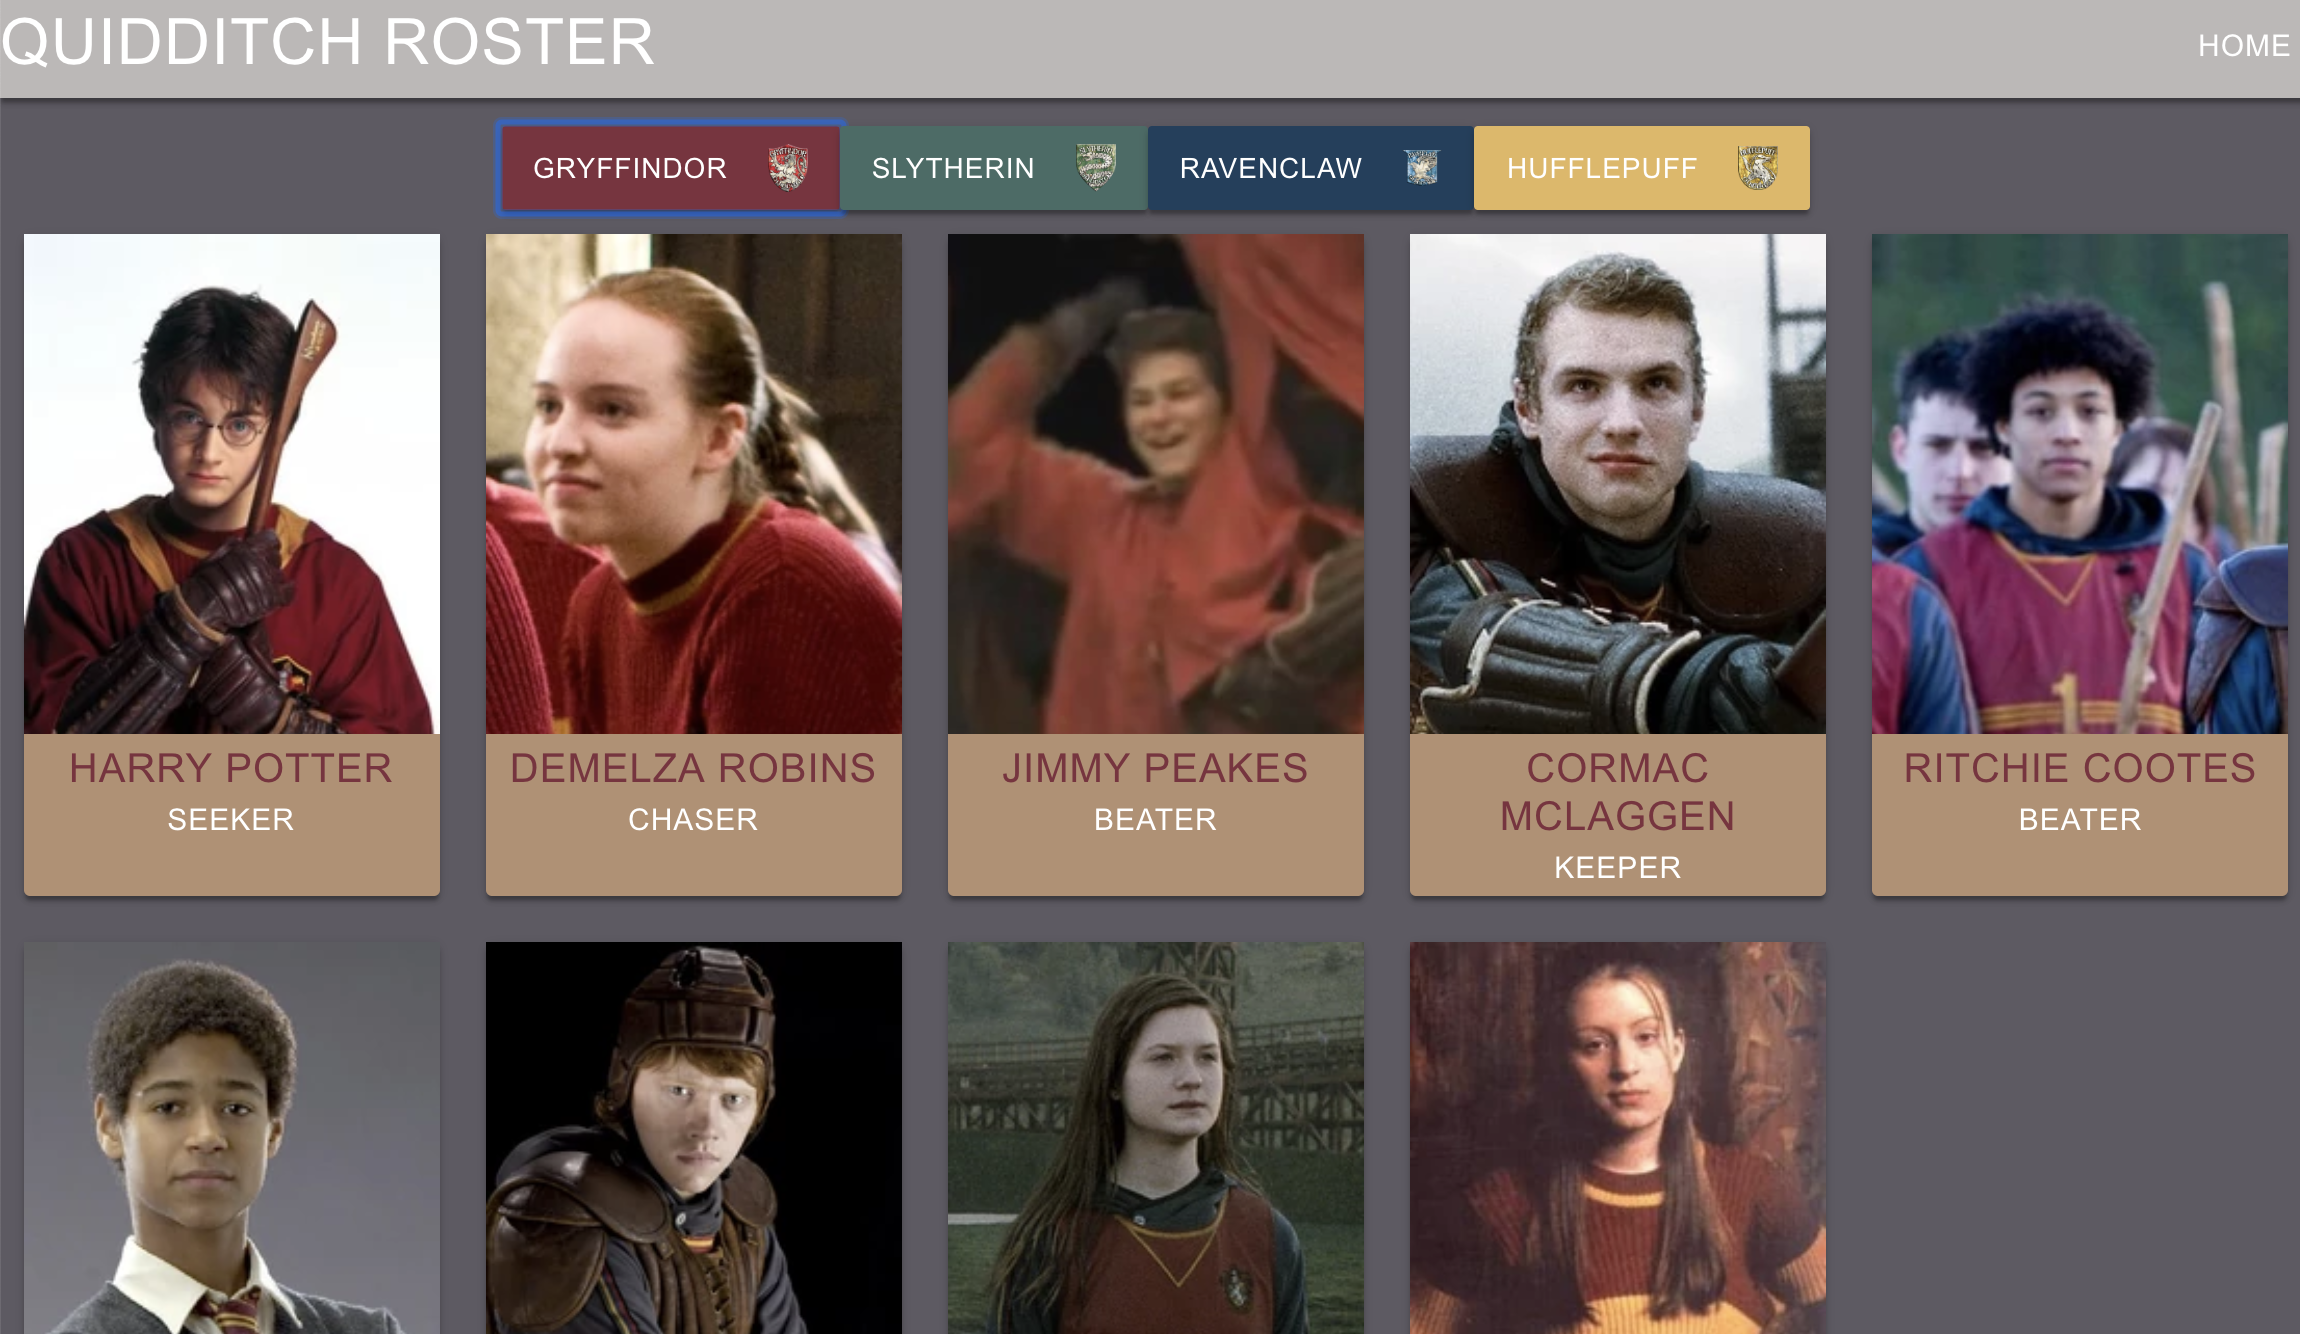 QUIDDITCH ROSTER
HOME
GRYFFINDOR
SLYTHERIN
RAVENCLAW
HUFFLEPUFF
HARRY POTTER
SEEKER
DEMELZA ROBINS
CHASER
JIMMY PEAKES
BEATER
CORMAC
MCLAGGEN
KEEPER
RITCHIE COOTES
BEATER
1